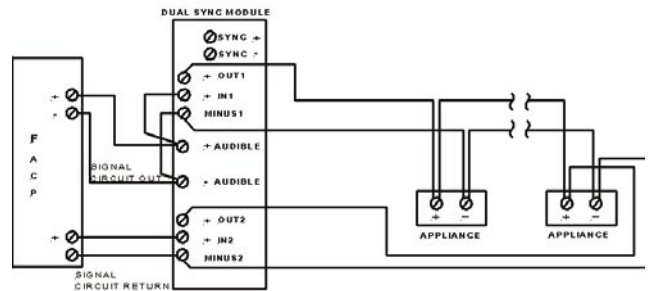 DUAL SYNC MODULE
SYNC +
SYNC -
+ OUT1
+ IN1
MINUS1
+ AUDIBLE
- AUDIBLE
+ OUT2
+ IN2
MINUS2
+
-
F
A
C
P
+
-
SIGNAL
CIRCUIT OUT
SIGNAL
CIRCUIT RETURN
+ -
APPLIANCE
+ -
APPLIANCE